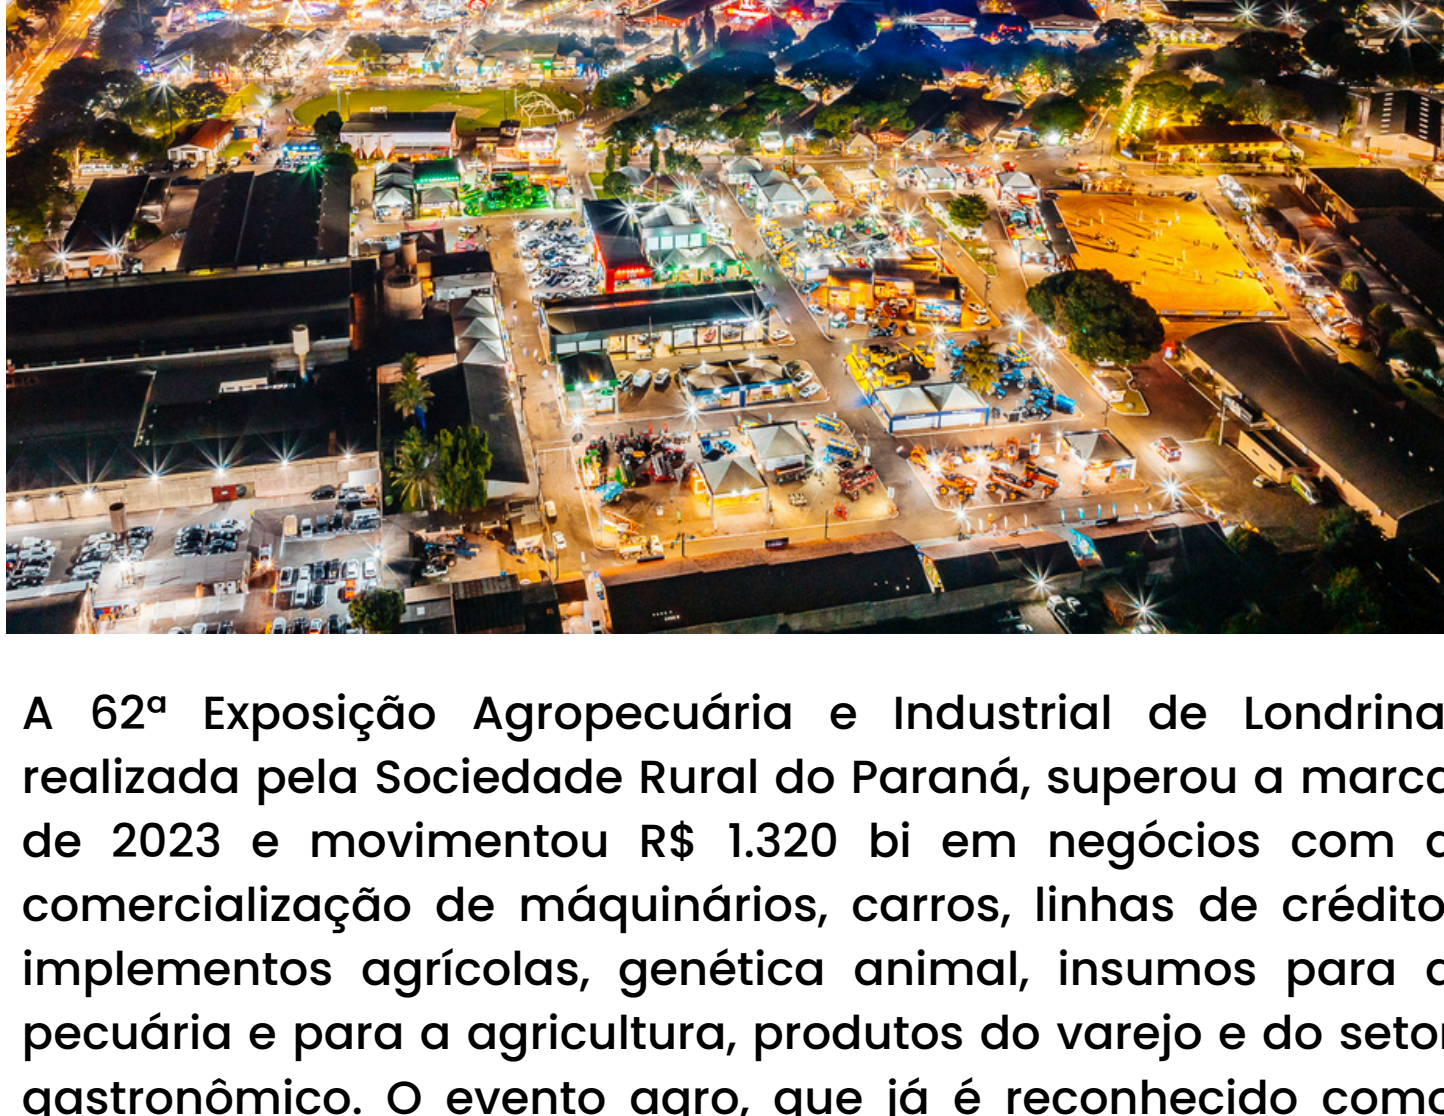 A 62ª Exposição Agropecuária e Industrial de Londrina
realizada pela Sociedade Rural do Paraná, superou a marca
de 2023 e movimentou R$ 1.320 bi em negócios com a
comercialização de máquinários, carros, linhas de crédito,
implementos agrícolas, genética animal, insumos para a
pecuária e para a agricultura, produtos do varejo e do setor
gastronômico. O evento agro, que já é reconhecido como